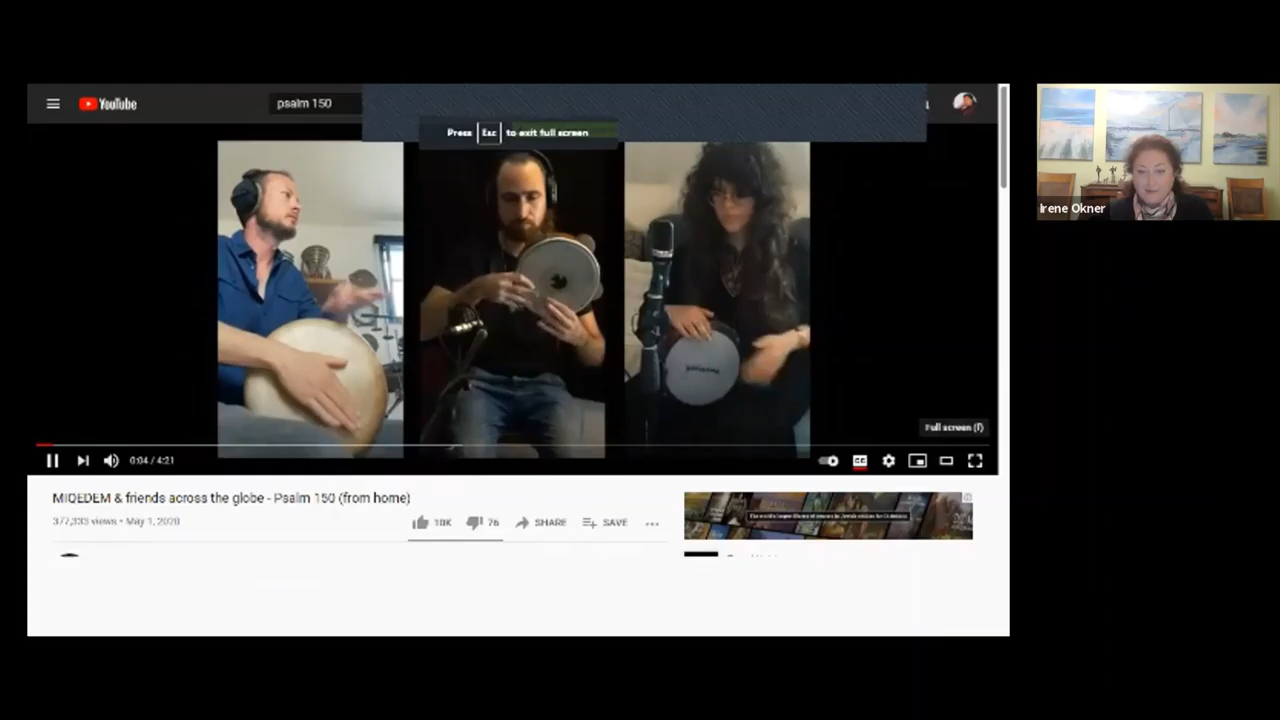 YouTube
psalm 150
Press Esc to exit full screen
Irene Okner
Full screen (f)
0:04 / 4:21
CC
MIQEDEM & friends across the globe - Psalm 150 (from home)
377,333 views • May 1, 2020
10K
76
SHARE
SAVE